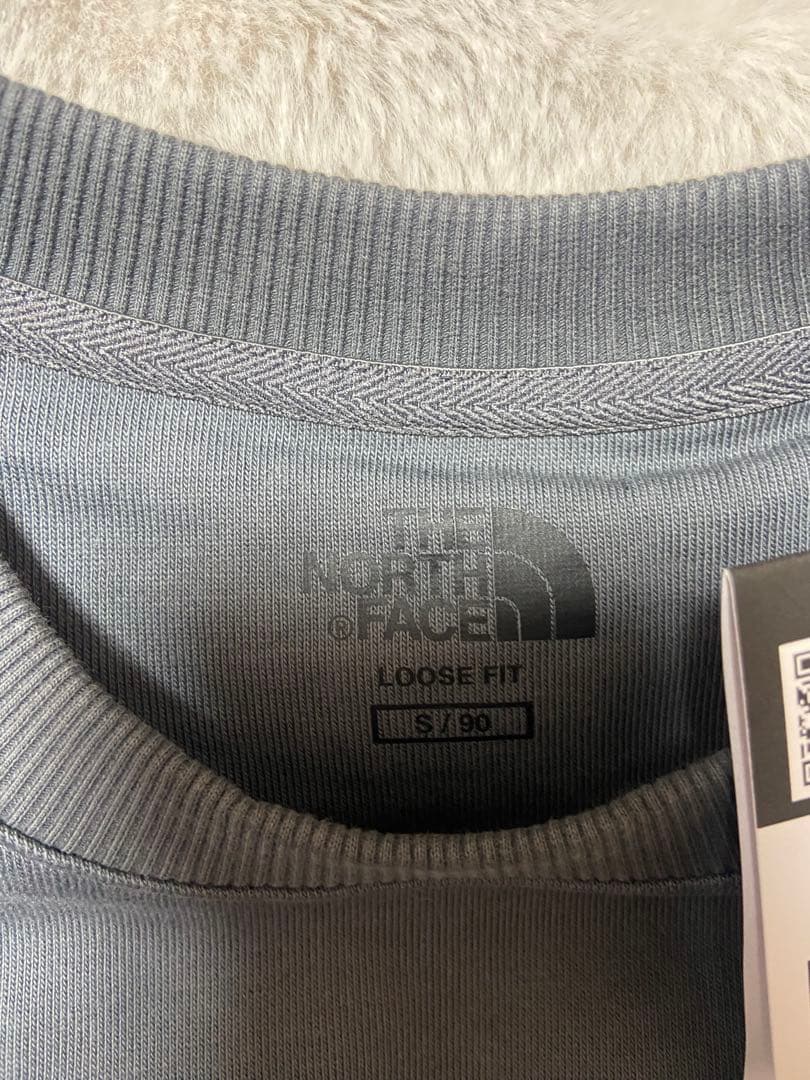 THE
NORTH
®FACE
LOOSE FIT
S / 90